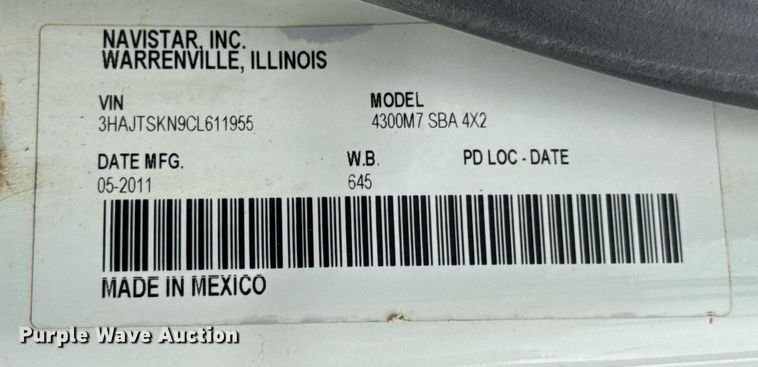 NAVISTAR, INC.
WARRENVILLE, ILLINOIS
VIN MODEL
3HAJTSKN9CL611955 4300M7 SBA 4X2
DATE MFG. W.B. PD LOC - DATE
05-2011 645
MADE IN MEXICO
Purple Wave Auction